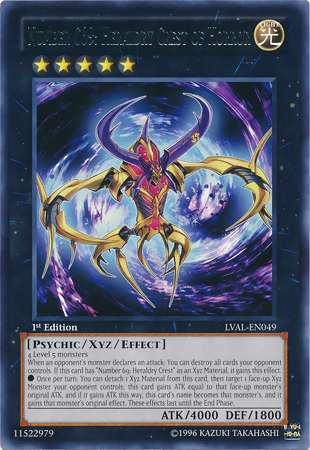 Number C69: Heraldry Crest of Horror
LIGHT
光
1st Edition
LVAL-EN049
[PSYCHIC / XYZ / EFFECT]
4 Level 5 monsters
When an opponent's monster declares an attack: You can destroy all cards your opponent
controls. If this card has "Number 69: Heraldry Crest" as an Xyz Material, it gains this effect.
● Once per turn: You can detach 1 Xyz Material from this card, then target 1 face-up Xyz
Monster your opponent controls; this card gains ATK equal to that face-up monster's
original ATK, and if it gains ATK this way, this card's name becomes that monster's, and it
gains that monster's original effect. These effects last until the End Phase.
ATK/4000 DEF/1800
11522979
©1996 KAZUKI TAKAHASHI